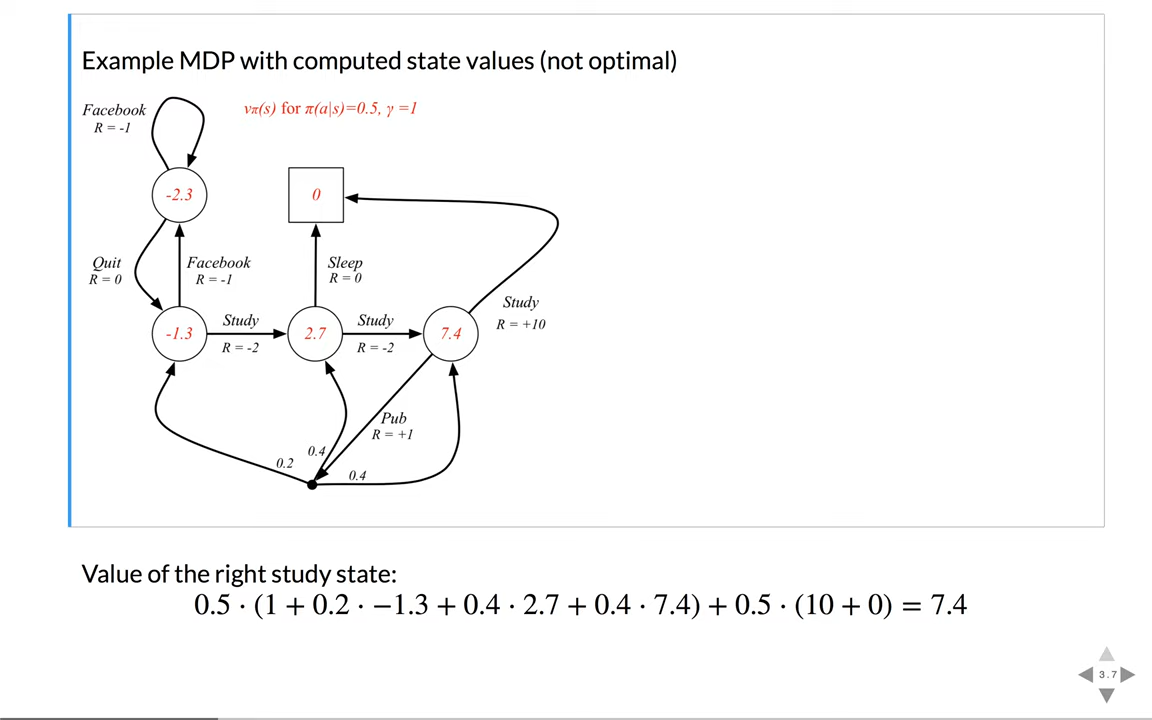 Example MDP with computed state values (not optimal)
Facebook
R = -1
vπ(s) for π(a|s)=0.5, γ =1
-2.3
0
Quit
R = 0
Facebook
R = -1
Sleep
R = 0
Study
R = +10
-1.3
Study
R = -2
2.7
Study
R = -2
7.4
Pub
R = +1
0.4
0.2
0.4
Value of the right study state:
0.5 · (1 + 0.2 · −1.3 + 0.4 · 2.7 + 0.4 · 7.4) + 0.5 · (10 + 0) = 7.4
3.7